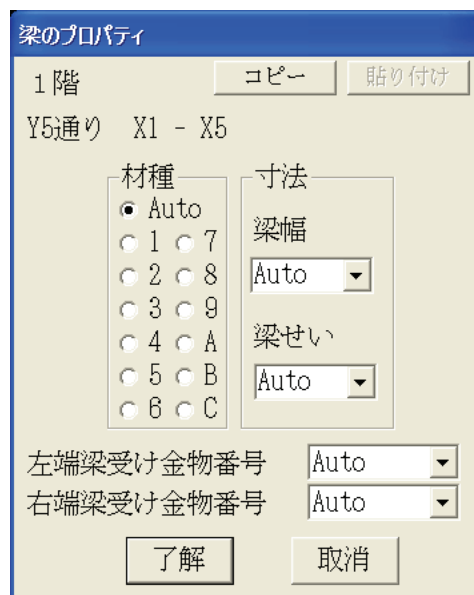 梁のプロパティ
1階 コピー 貼り付け
Y5通り X1 - X5
材種 寸法
Auto
1 7
梁幅
2 8
Auto
3 9
4 A
梁せい
5 B
Auto
6 C
左端梁受け金物番号 Auto
右端梁受け金物番号 Auto
了解 取消